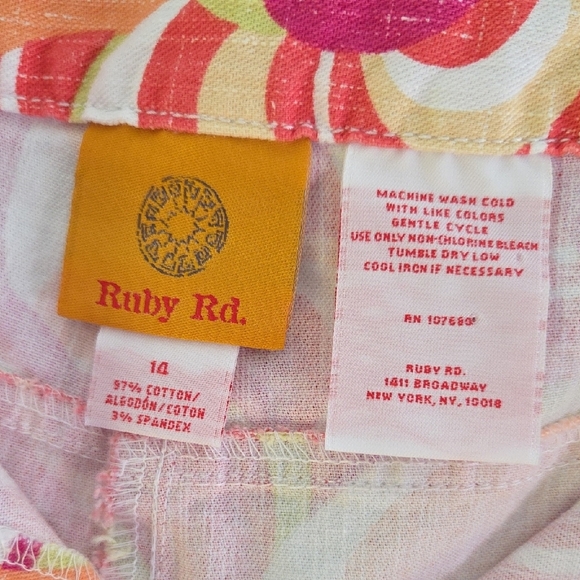 Ruby Rd.
14
97% COTTON/
ALGODÓN/COTON
3% SPANDEX
MACHINE WASH COLD
WITH LIKE COLORS
GENTLE CYCLE
USE ONLY NON-CHLORINE BLEACH
TUMBLE DRY LOW
COOL IRON IF NECESSARY
RN 107680
RUBY RD.
1411 BROADWAY
NEW YORK, NY, 10018